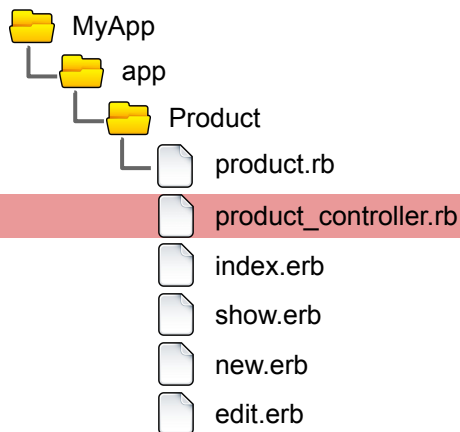 MyApp
app
Product
product.rb
product_controller.rb
index.erb
show.erb
new.erb
edit.erb